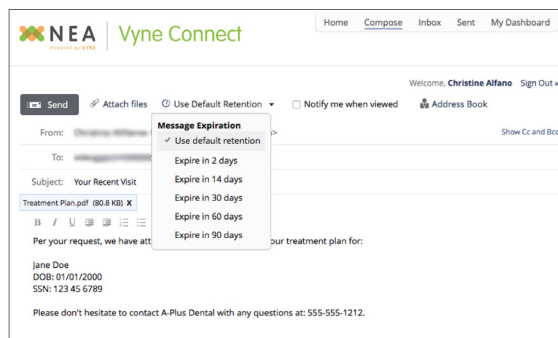 NEA Vyne Connect
Powered by VYNE
Home Compose Inbox Sent My Dashboard
Welcome, Christine Alfano Sign Out »
Send Attach files Use Default Retention Notify me when viewed Address Book
Message Expiration
✓ Use default retention
Expire in 2 days
Expire in 14 days
Expire in 30 days
Expire in 60 days
Expire in 90 days
From: Show Cc and Bcc
To:
Subject: Your Recent Visit
Treatment Plan.pdf (80.8 KB) X
B I U
Per your request, we have att our treatment plan for:
Jane Doe
DOB: 01/01/2000
SSN: 123 45 6789
Please don't hesitate to contact A-Plus Dental with any questions at: 555-555-1212.